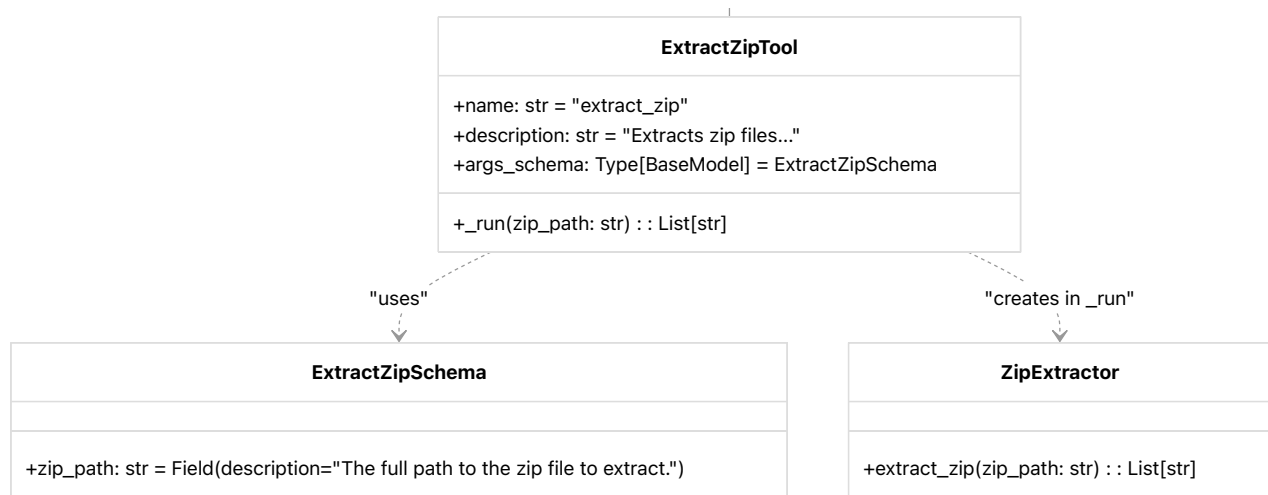 ExtractZipTool
+name: str = "extract_zip"
+description: str = "Extracts zip files..."
+args_schema: Type[BaseModel] = ExtractZipSchema
+_run(zip_path: str) : : List[str]
"uses"
"creates in _run"
ExtractZipSchema
+zip_path: str = Field(description="The full path to the zip file to extract.")
ZipExtractor
+extract_zip(zip_path: str) : : List[str]